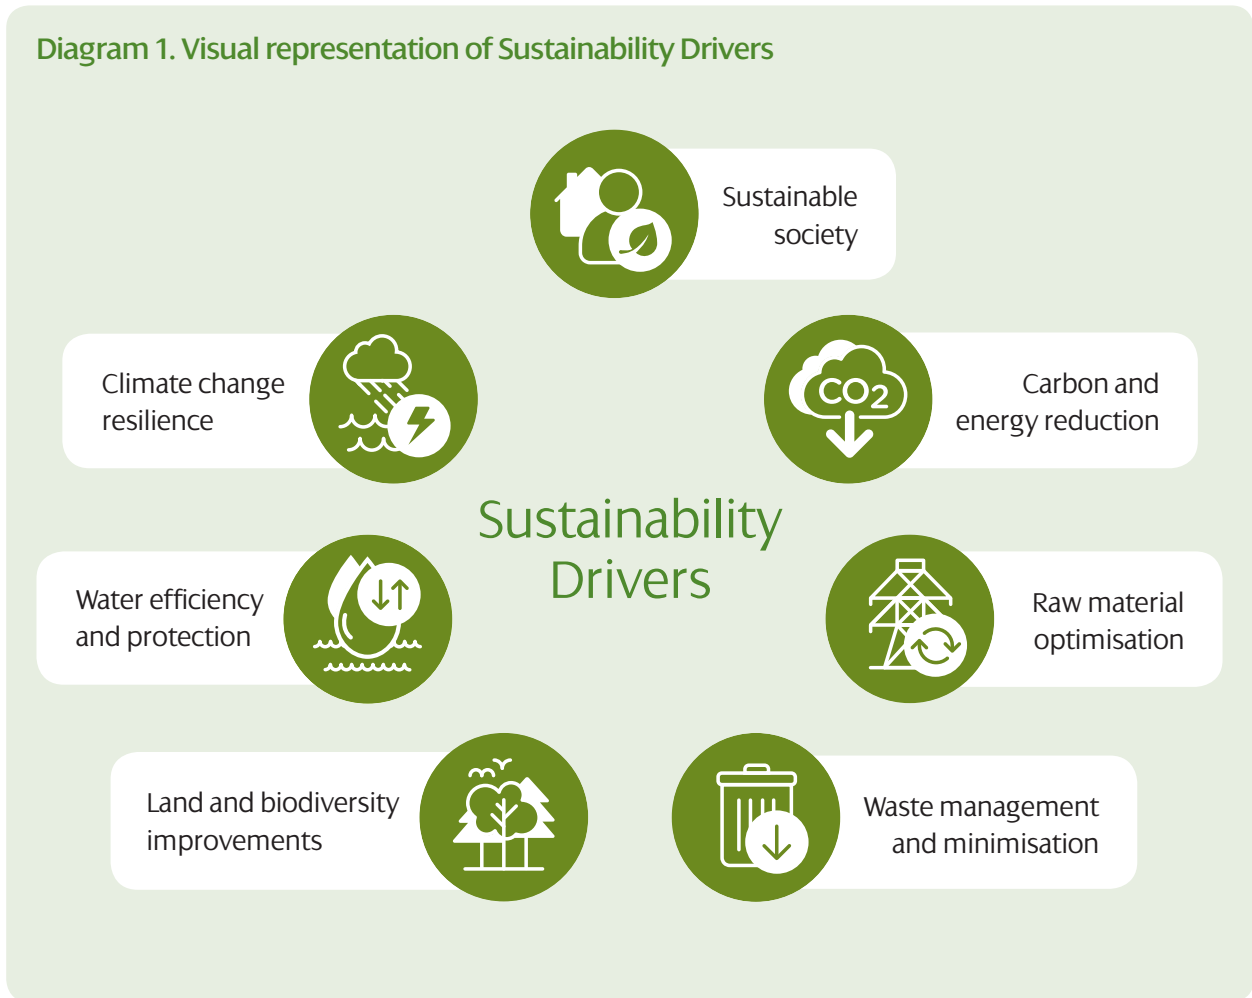 Diagram 1. Visual representation of Sustainability Drivers
Sustainable
society
Climate change
resilience
CO2
Carbon and
energy reduction
Sustainability
Drivers
Water efficiency
and protection
Raw material
optimisation
Land and biodiversity
improvements
Waste management
and minimisation